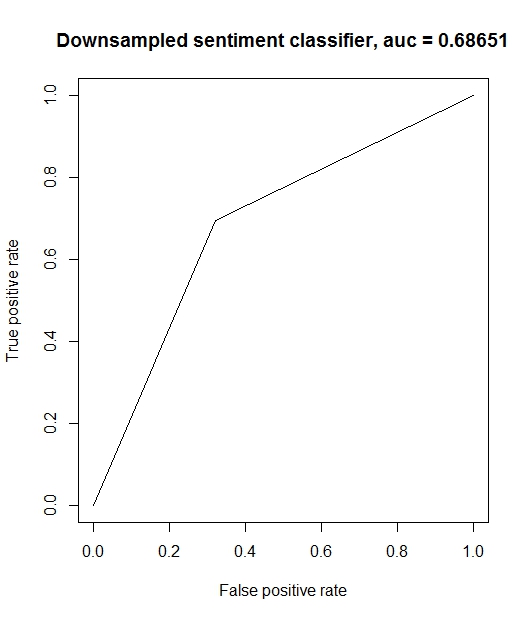 Downsampled sentiment classifier, auc = 0.68651
1.0
0.8
0.6
0.4
0.2
0.0
True positive rate
0.0 0.2 0.4 0.6 0.8 1.0
False positive rate